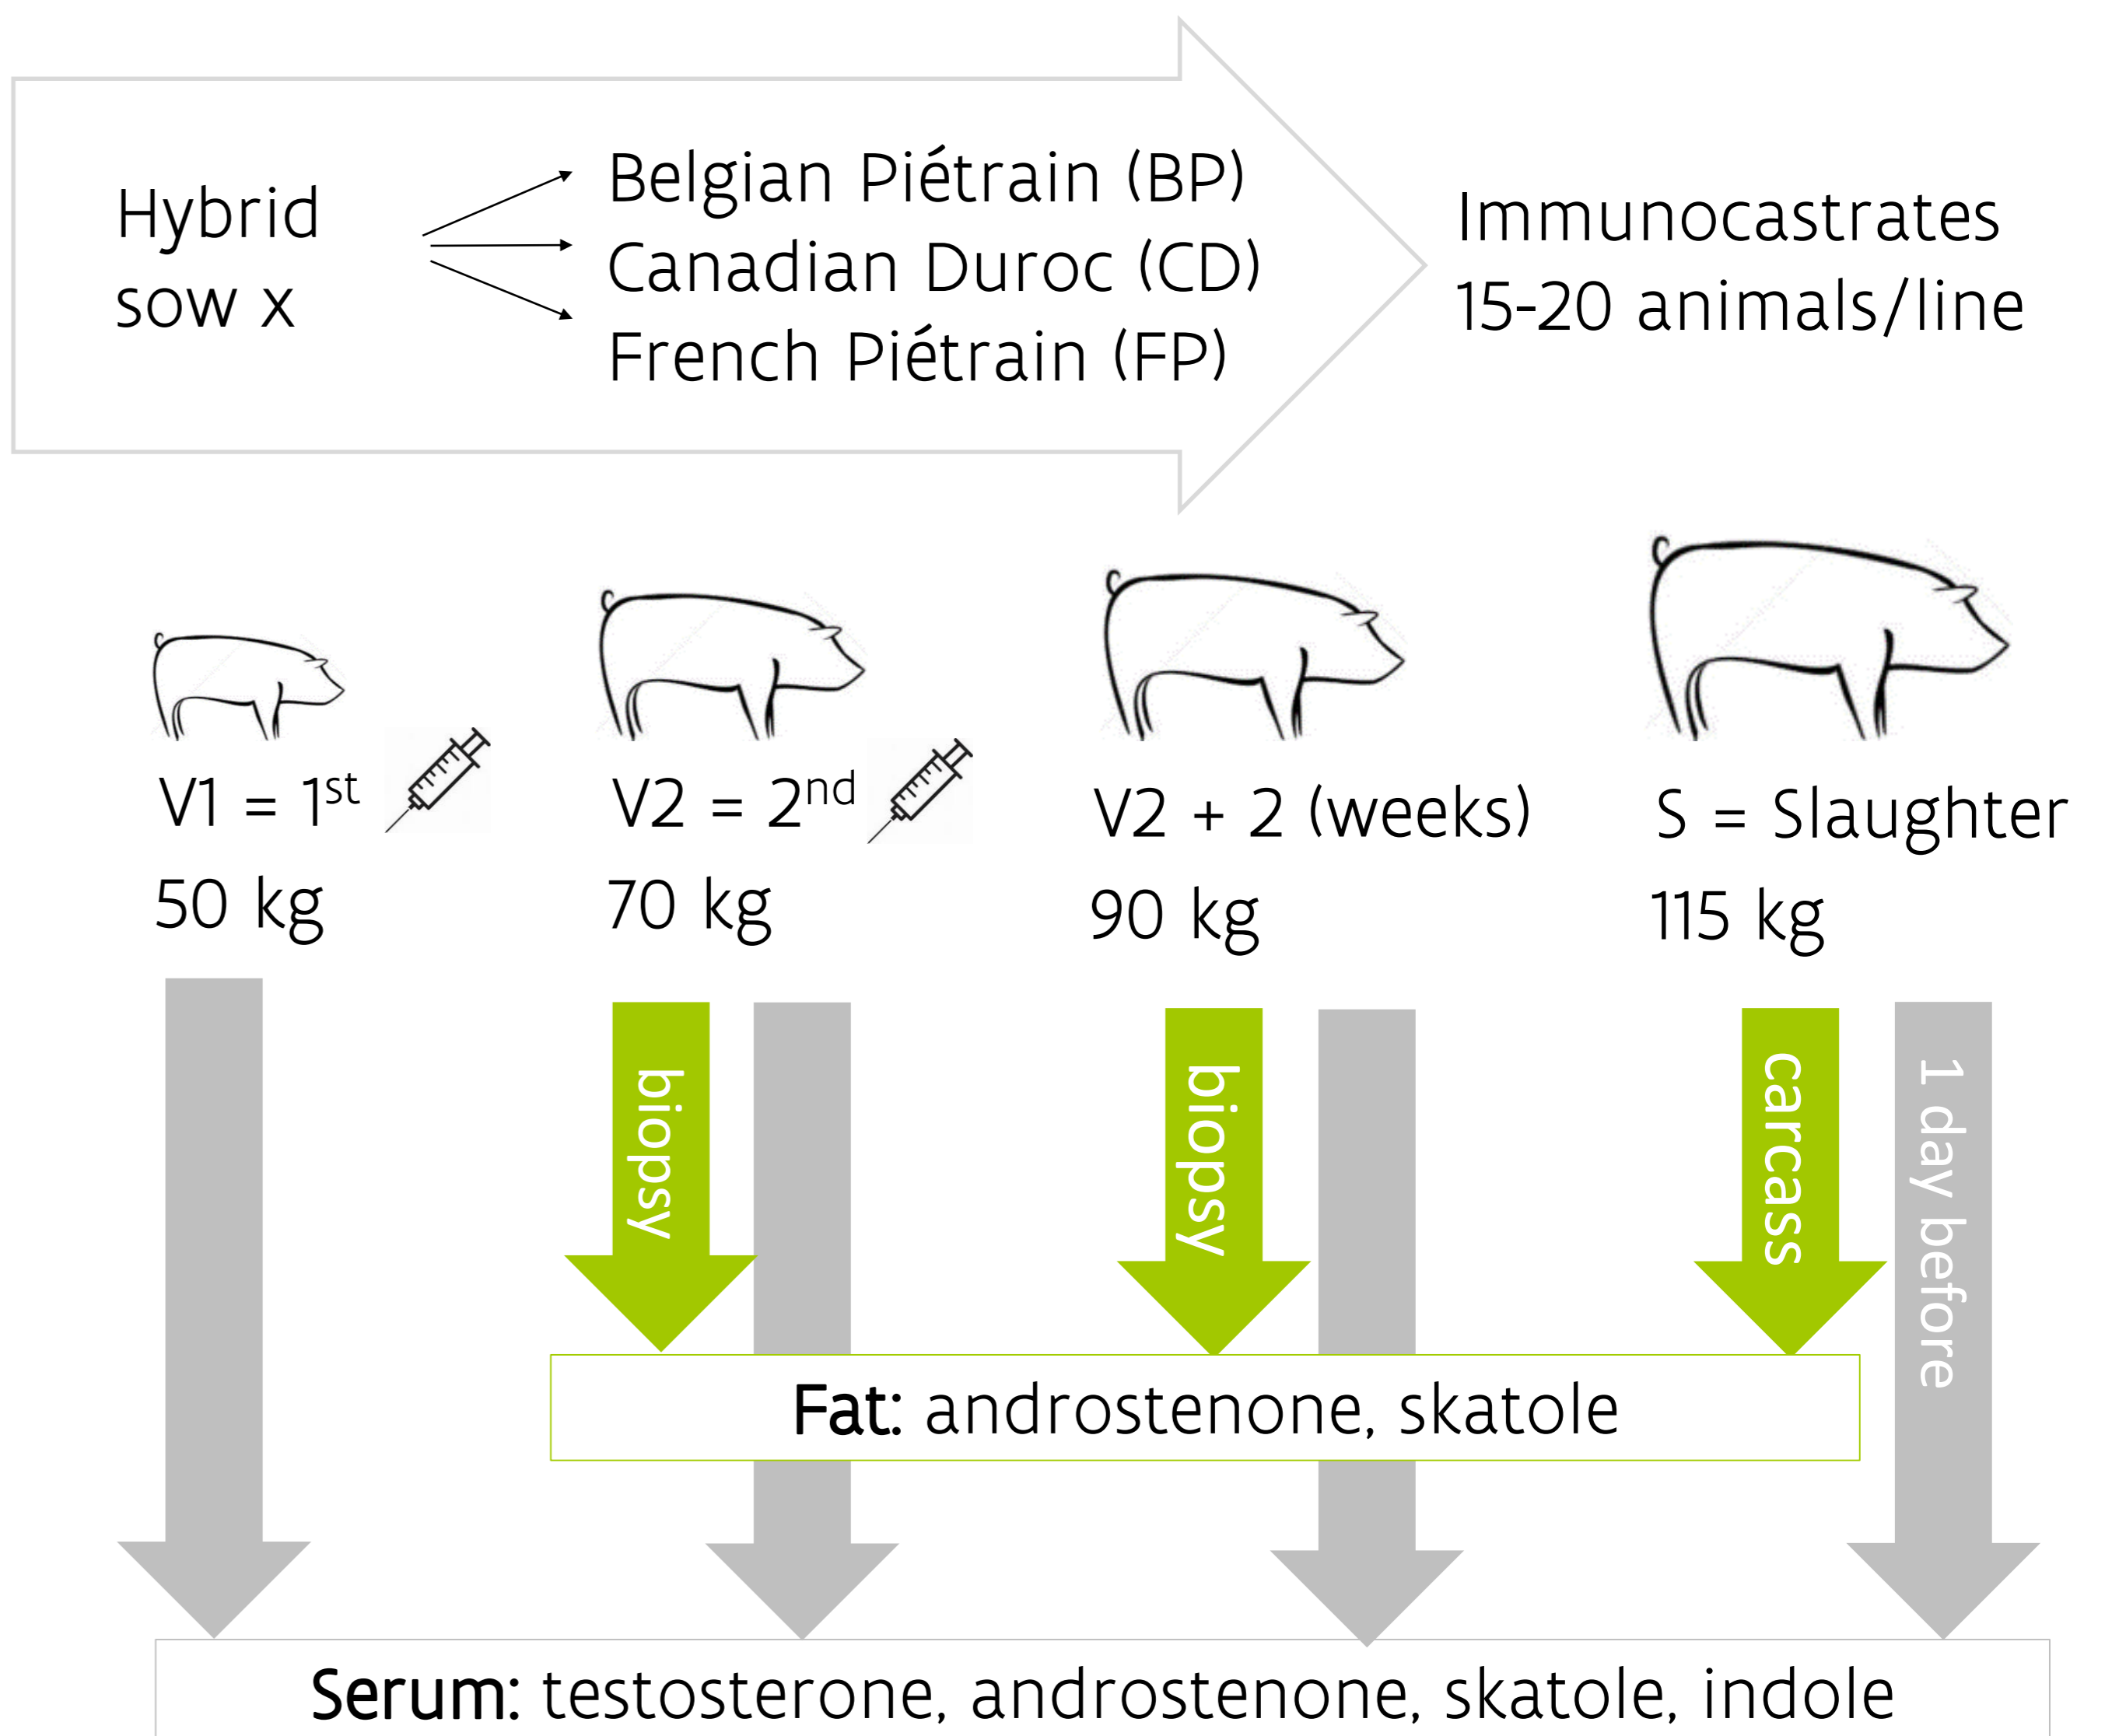 Hybrid
sow x
Belgian Piétrain (BP)
Canadian Duroc (CD)
French Piétrain (FP)
Immunocastrates
15-20 animals/line
V1 = 1st
50 kg
V2 = 2nd
70 kg
V2 + 2 (weeks)
90 kg
S = Slaughter
115 kg
biopsy
biopsy
carcass
1 day before
Fat: androstenone, skatole
Serum: testosterone, androstenone, skatole, indole